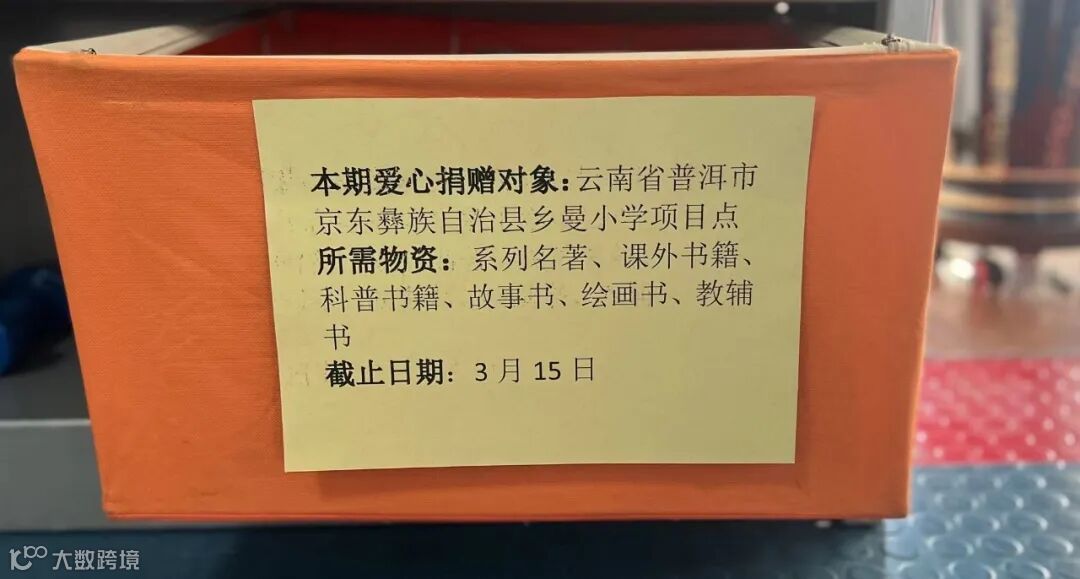 本期爱心捐赠对象：云南省普洱市
京东彝族自治县乡曼小学项目点
所需物资：系列名著、课外书籍、
科普书籍、故事书、绘画书、教辅
书
截止日期：3月15日
大数跨境